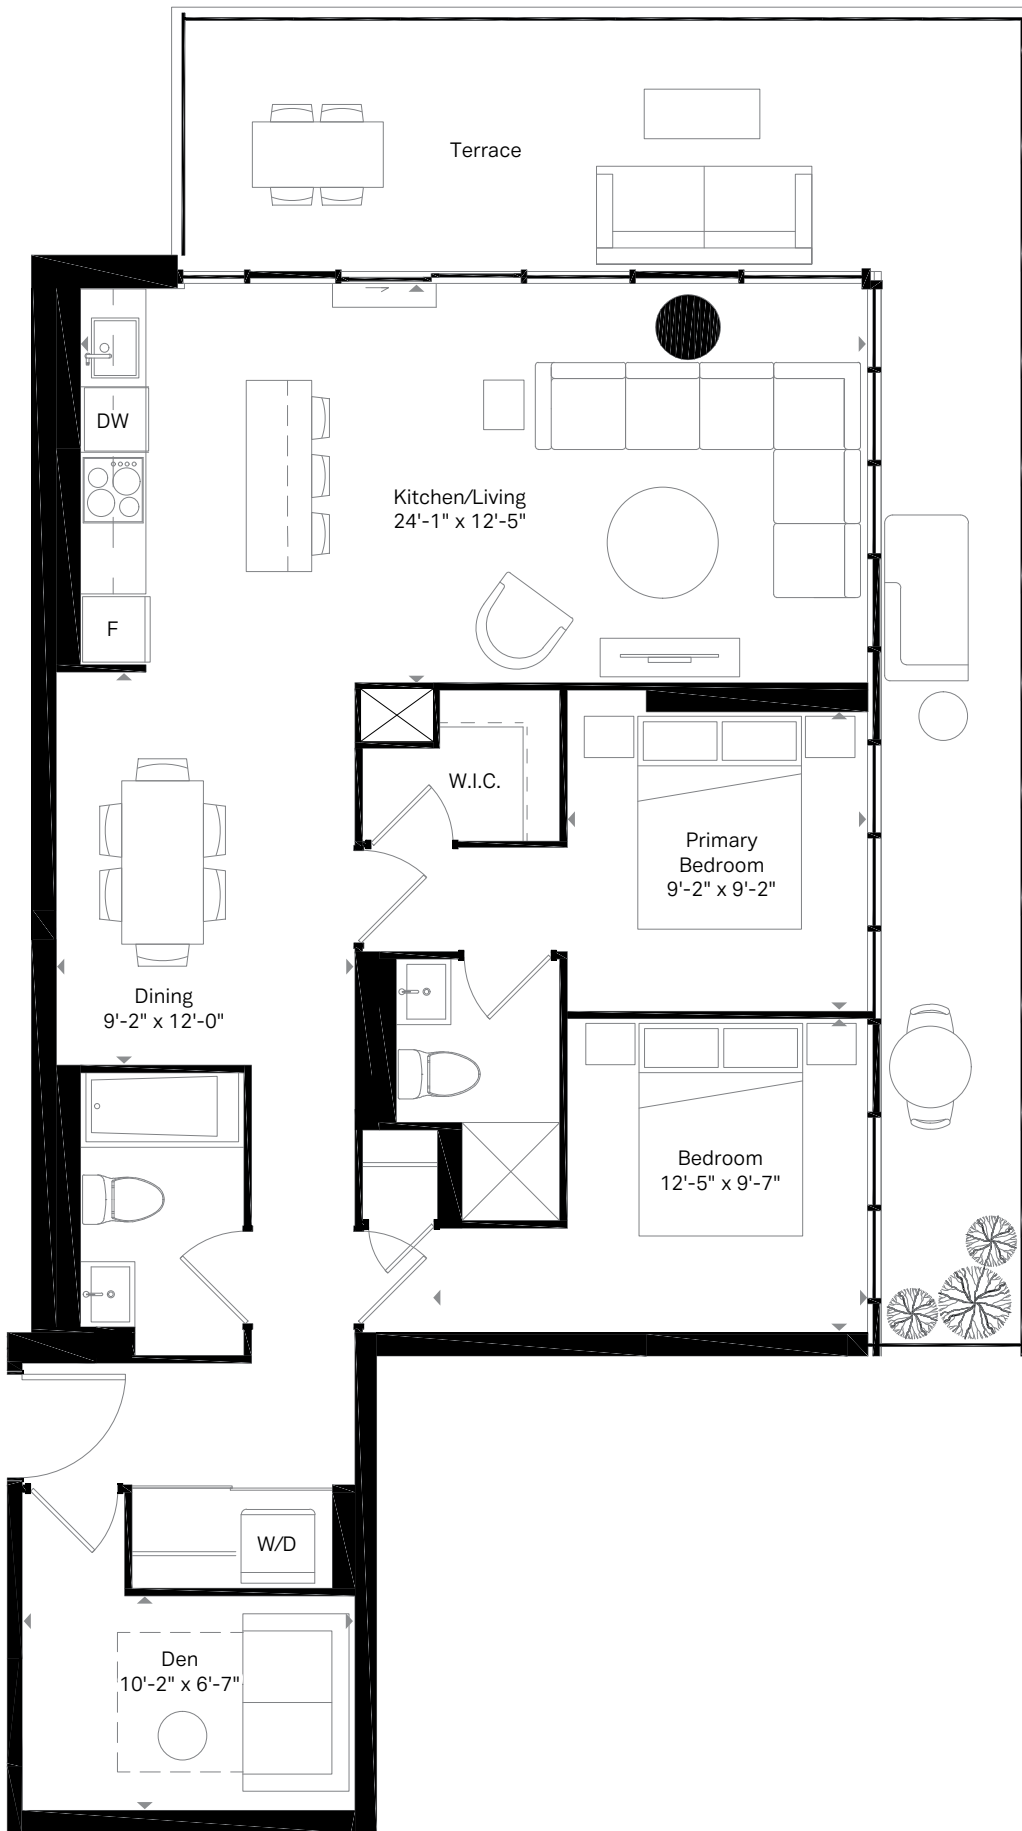 Terrace
DW
Kitchen/Living
24'-1" x 12'-5"
F
W.I.C.
Primary
Bedroom
9'-2" x 9'-2"
Dining
9'-2" x 12'-0"
Bedroom
12'-5" x 9'-7"
W/D
Den
10'-2" x 6'-7"